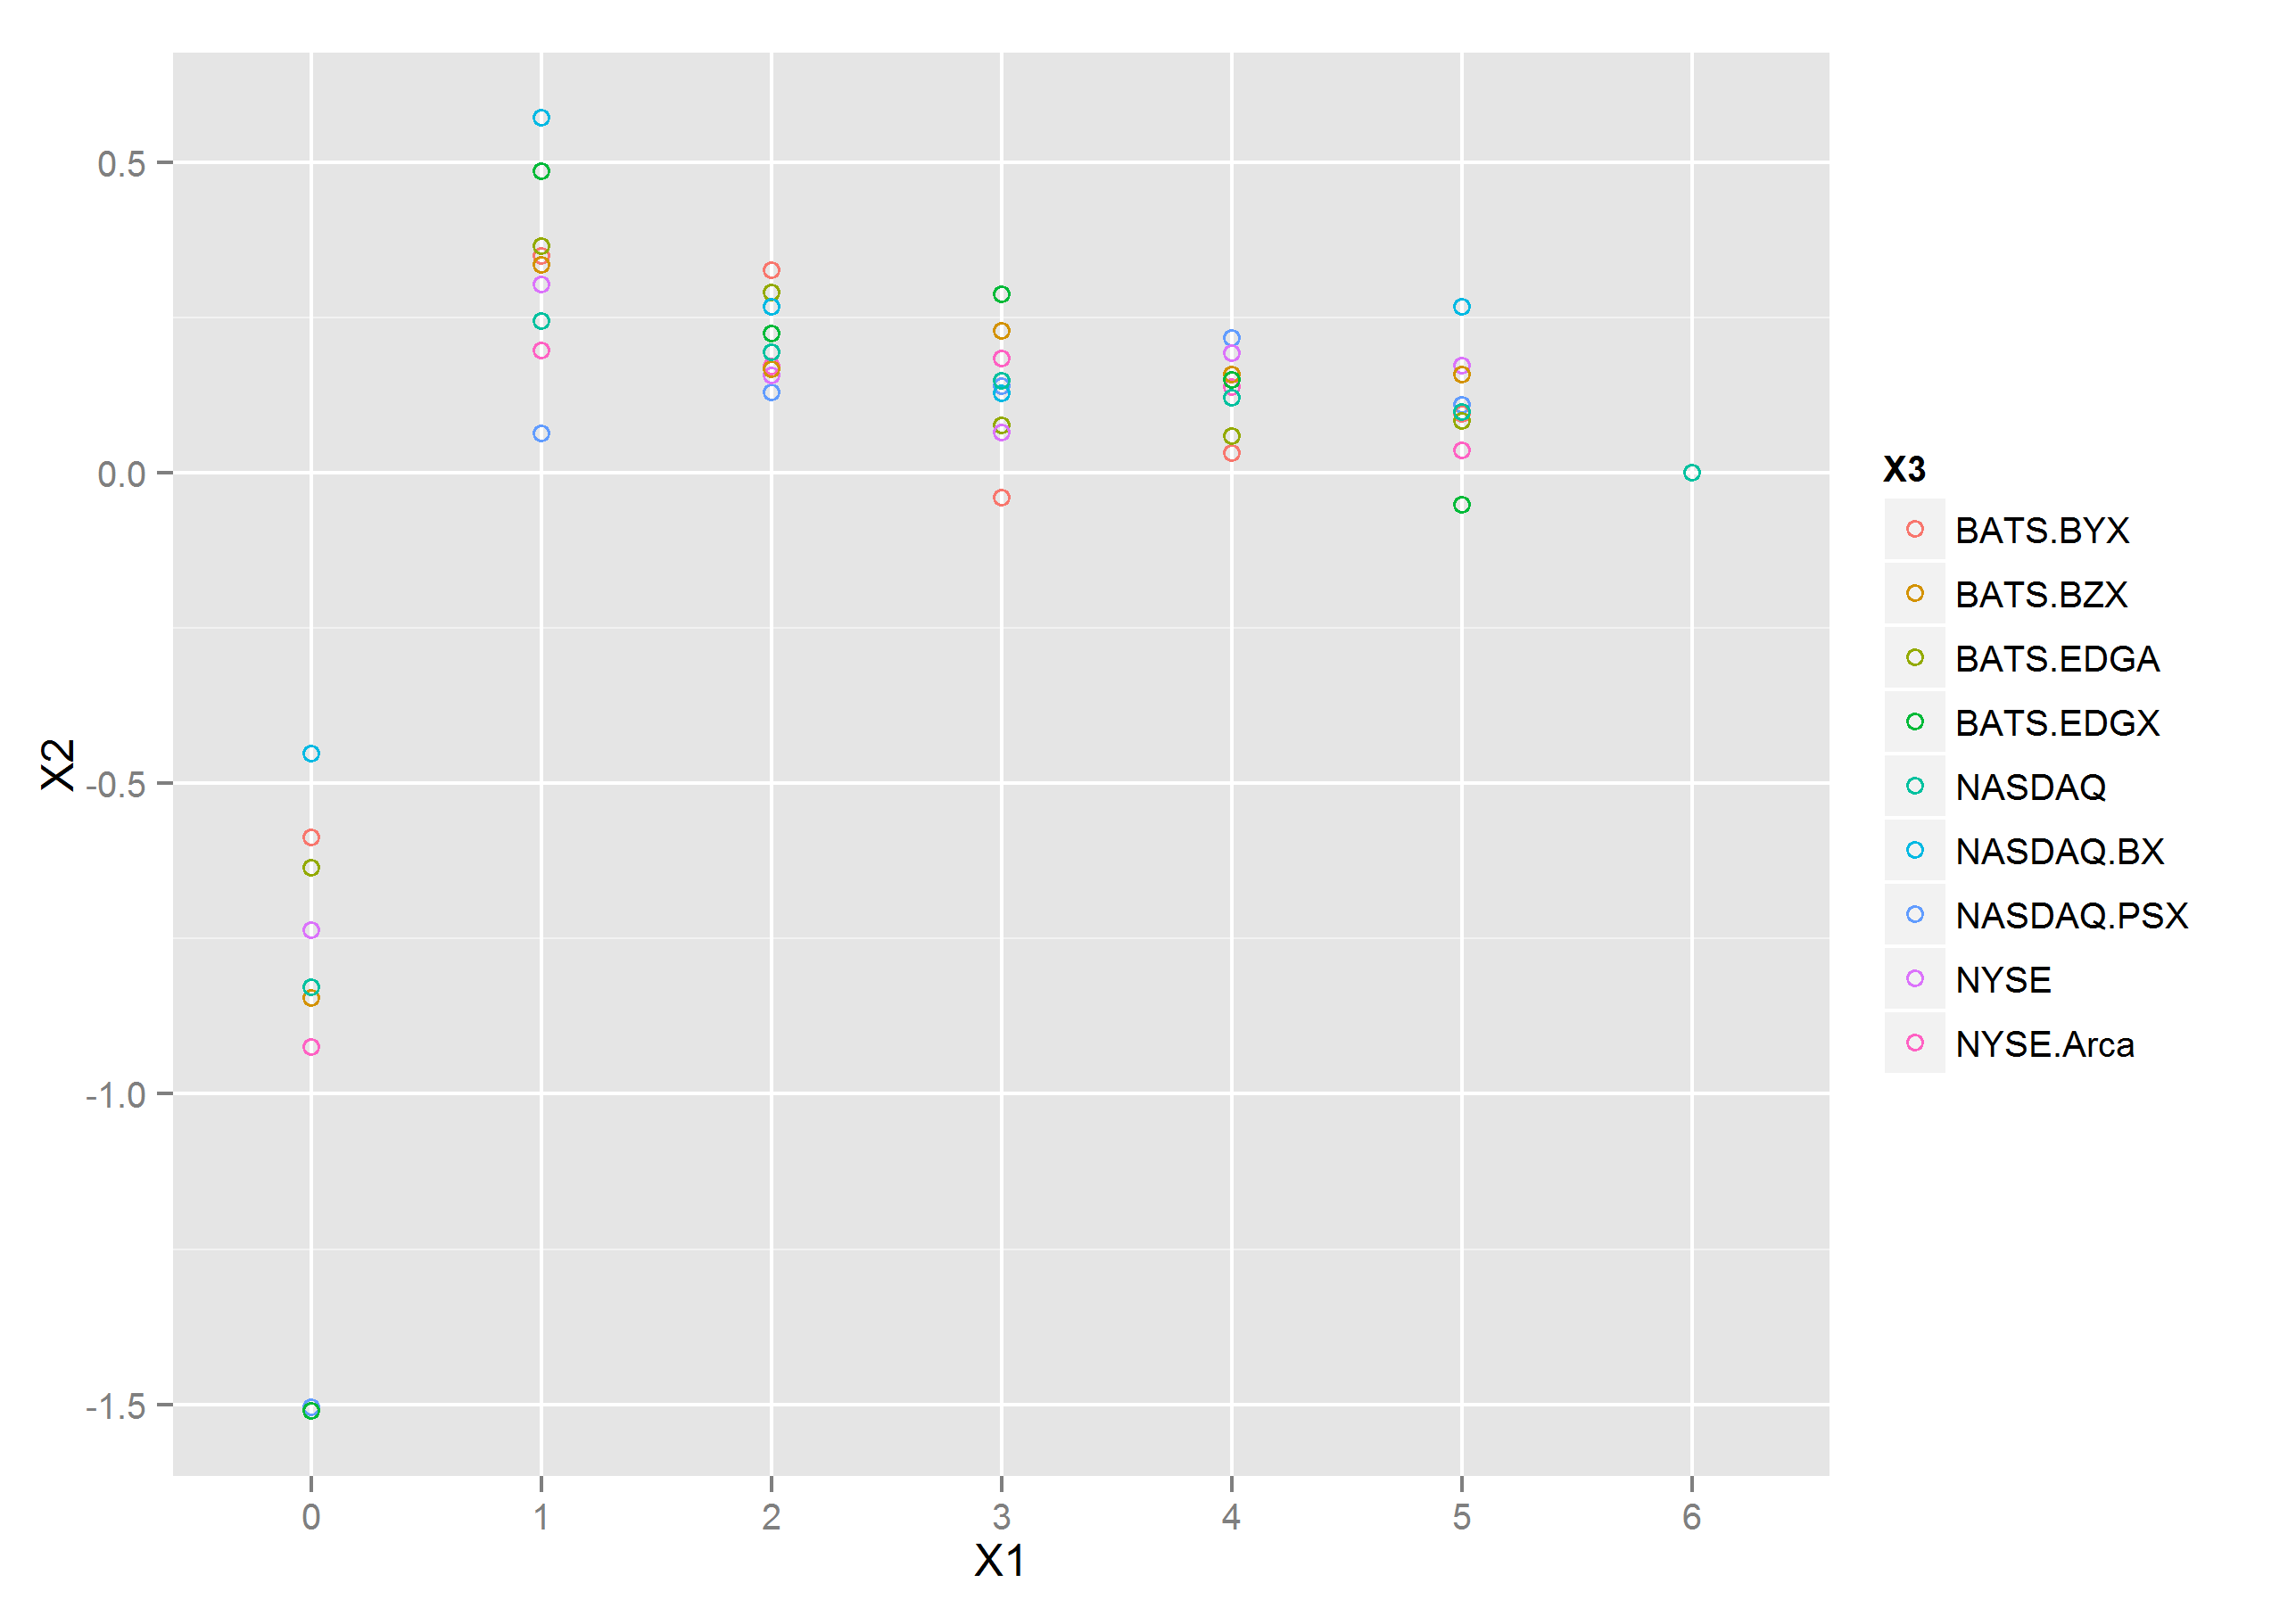 0.5
0.0
-0.5
-1.0
-1.5
X2
0 1 2 3 4 5 6
X1
X3
BATS.BYX
BATS.BZX
BATS.EDGA
BATS.EDGX
NASDAQ
NASDAQ.BX
NASDAQ.PSX
NYSE
NYSE.Arca